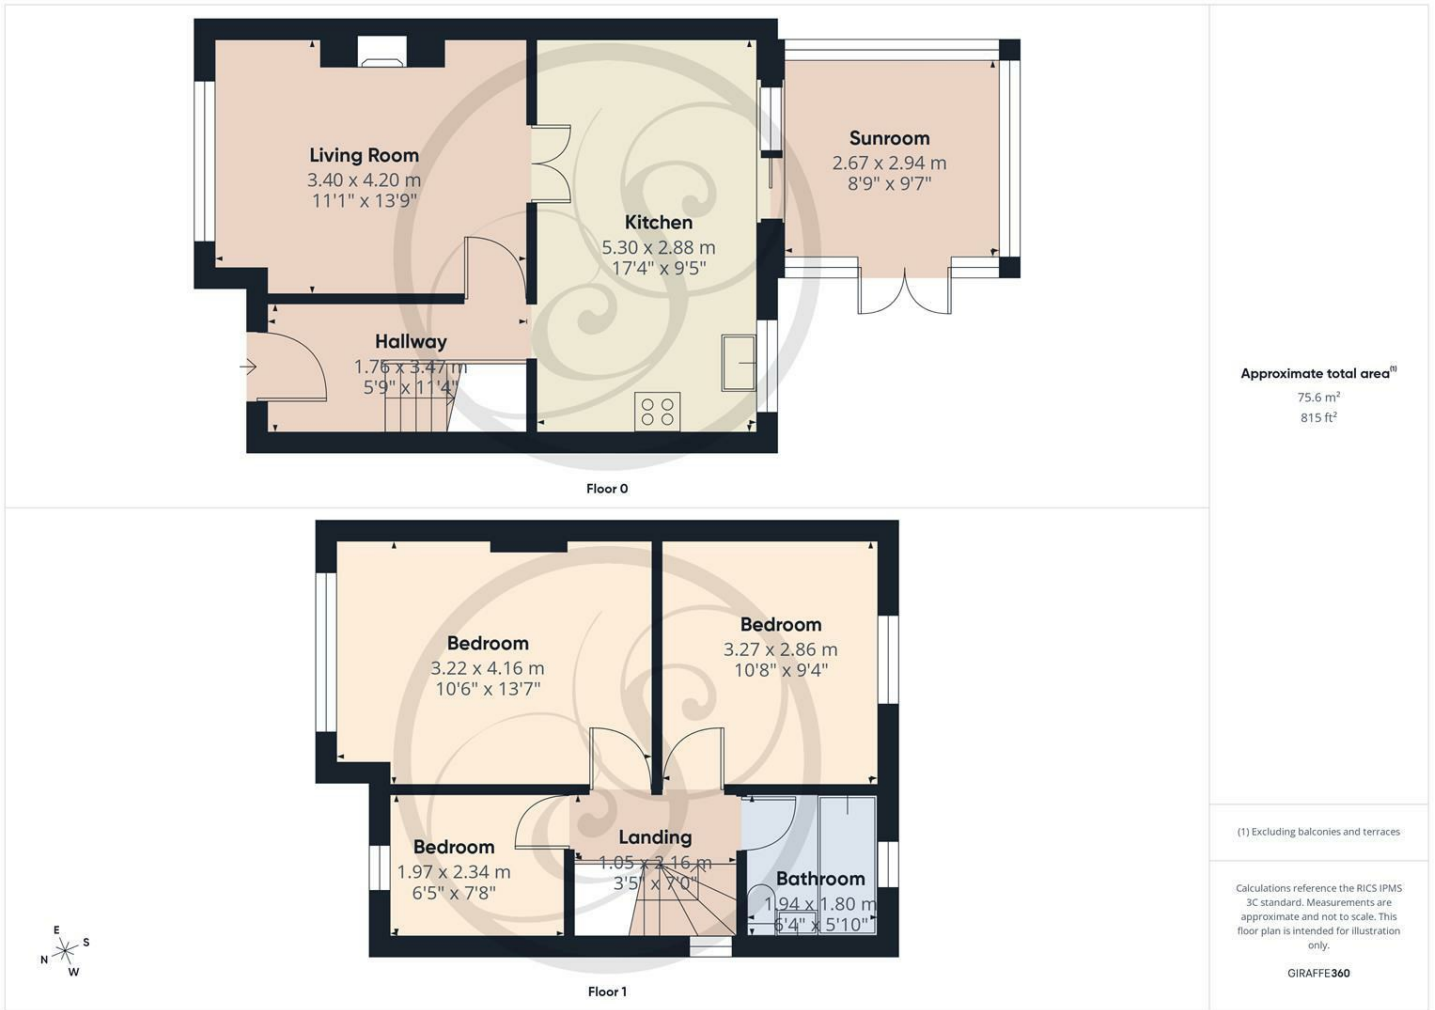 Living Room
3.40 x 4.20 m
11'1" x 13'9"
Kitchen
5.30 x 2.88 m
17'4" x 9'5"
Sunroom
2.67 x 2.94 m
8'9" x 9'7"
Hallway
1.76 x 3.47 m
5'9" x 11'4"
Floor 0
Bedroom
3.22 x 4.16 m
10'6" x 13'7"
Bedroom
3.27 x 2.86 m
10'8" x 9'4"
Bedroom
1.97 x 2.34 m
6'5" x 7'8"
Landing
1.05 x 2.16 m
3'5" x 7'0"
Bathroom
1.94 x 1.80 m
6'4" x 5'10"
Floor 1
E
S
N
W
Approximate total area(1)
75.6 m²
815 ft²
(1) Excluding balconies and terraces
Calculations reference the RICS IPMS
3C standard. Measurements are
approximate and not to scale. This
floor plan is intended for illustration
only.
GIRAFFE360